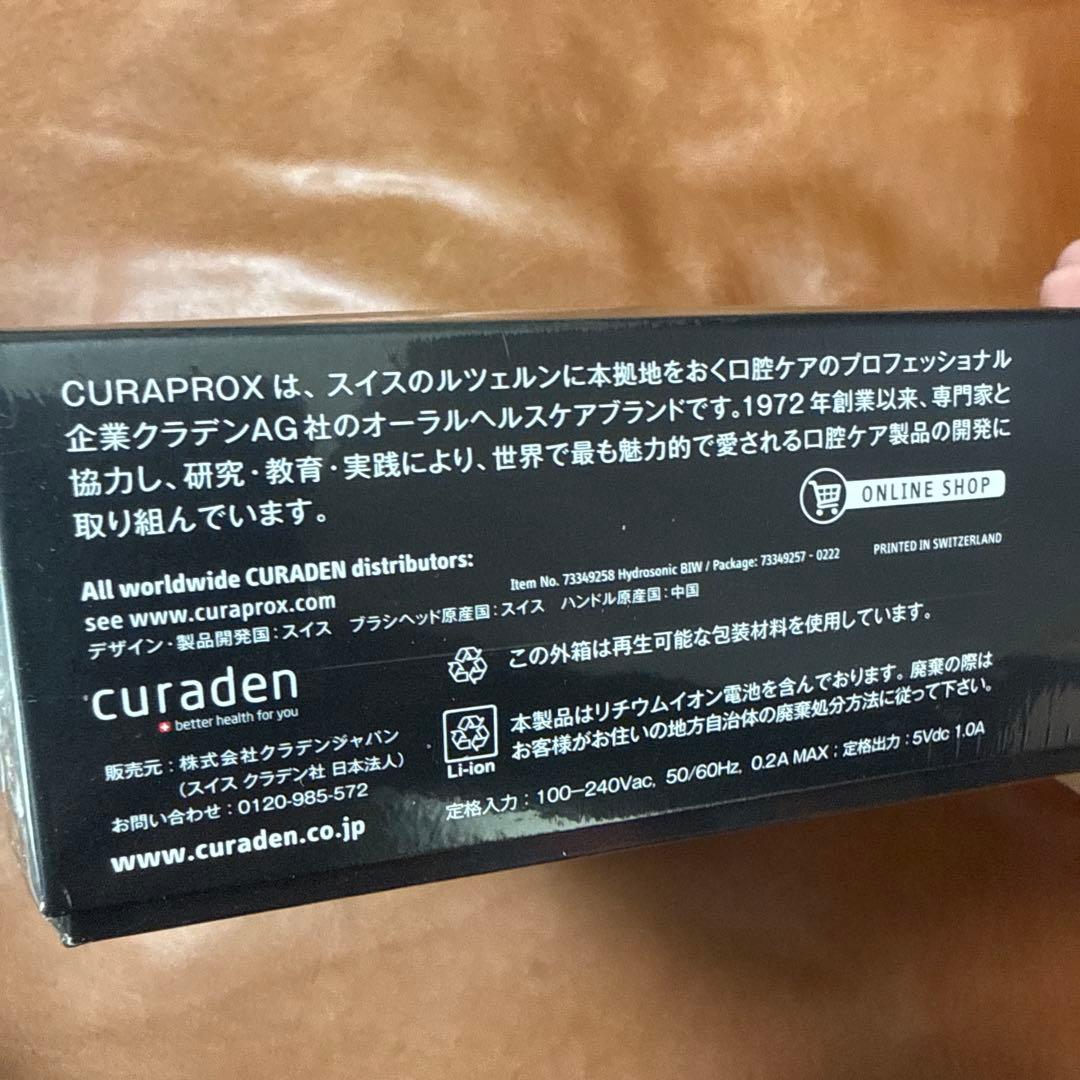 CURAPROX は、スイスのルツェルンに本拠地をおく口腔ケアのプロフェッショナル
企業クラデンAG 社のオーラルヘルスケアブランドです。1972 年創業以来、専門家と
協力し、研究・教育・実践により、世界で最も魅力的で愛される口腔ケア製品の開発に
取り組んでいます。
ONLINE SHOP
All worldwide CURADEN distributors:
see www.curaprox.com
Item No. 73349258 Hydrosonic BIW / Package: 73349257 - 0222
PRINTED IN SWITZERLAND
デザイン・製品開発国：スイス ブラシヘッド原産国：スイス ハンドル原産国：中国
curaden
better health for you
この外箱は再生可能な包装材料を使用しています。
Li-ion
本製品はリチウムイオン電池を含んでおります。廃棄の際は
お客様がお住いの地方自治体の廃棄処分方法に従って下さい。
販売元：株式会社クラデンジャパン
（スイス クラデン社 日本法人）
お問い合わせ：0120-985-572
www.curaden.co.jp
定格入力：100－240Vac, 50/60Hz, 0.2A MAX；定格出力：5Vdc 1.0A